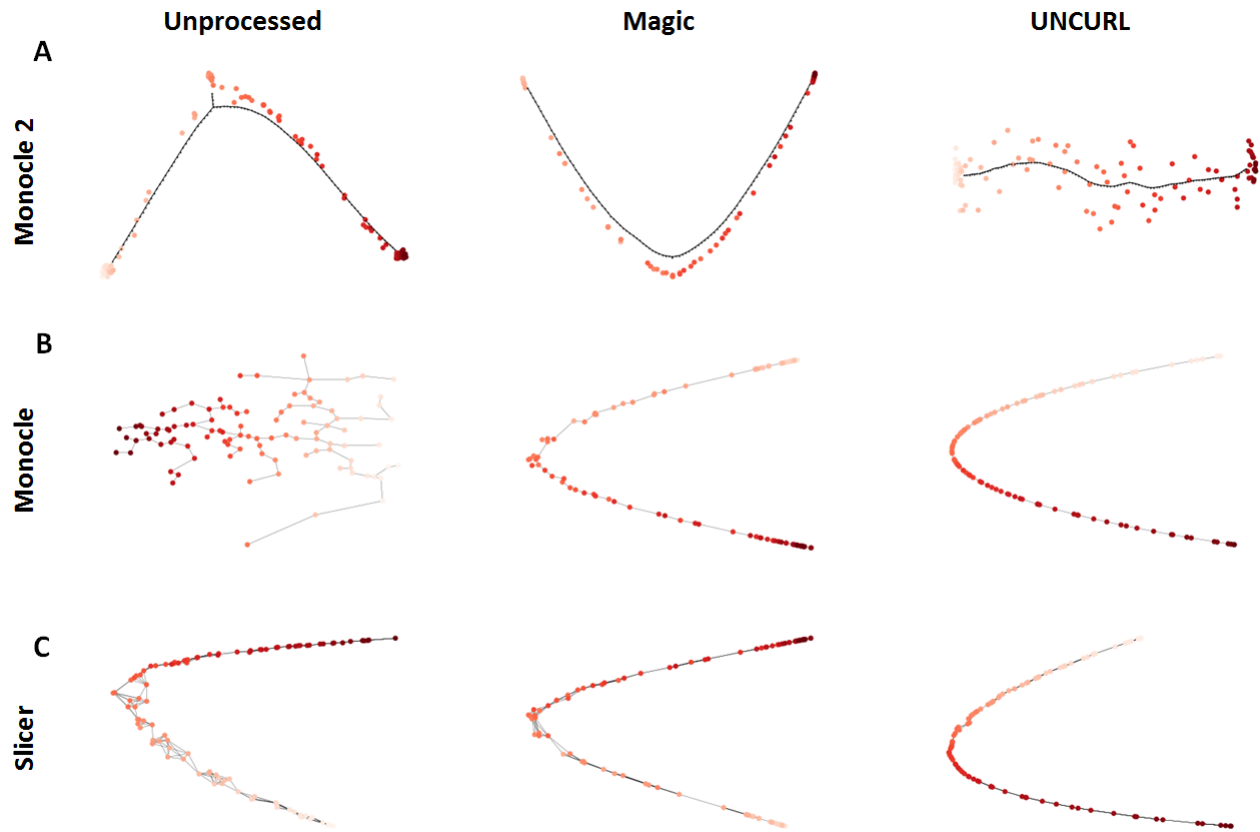 Unprocessed
Magic
UNCURL
A
Monocle 2
B
Monocle
C
Slicer